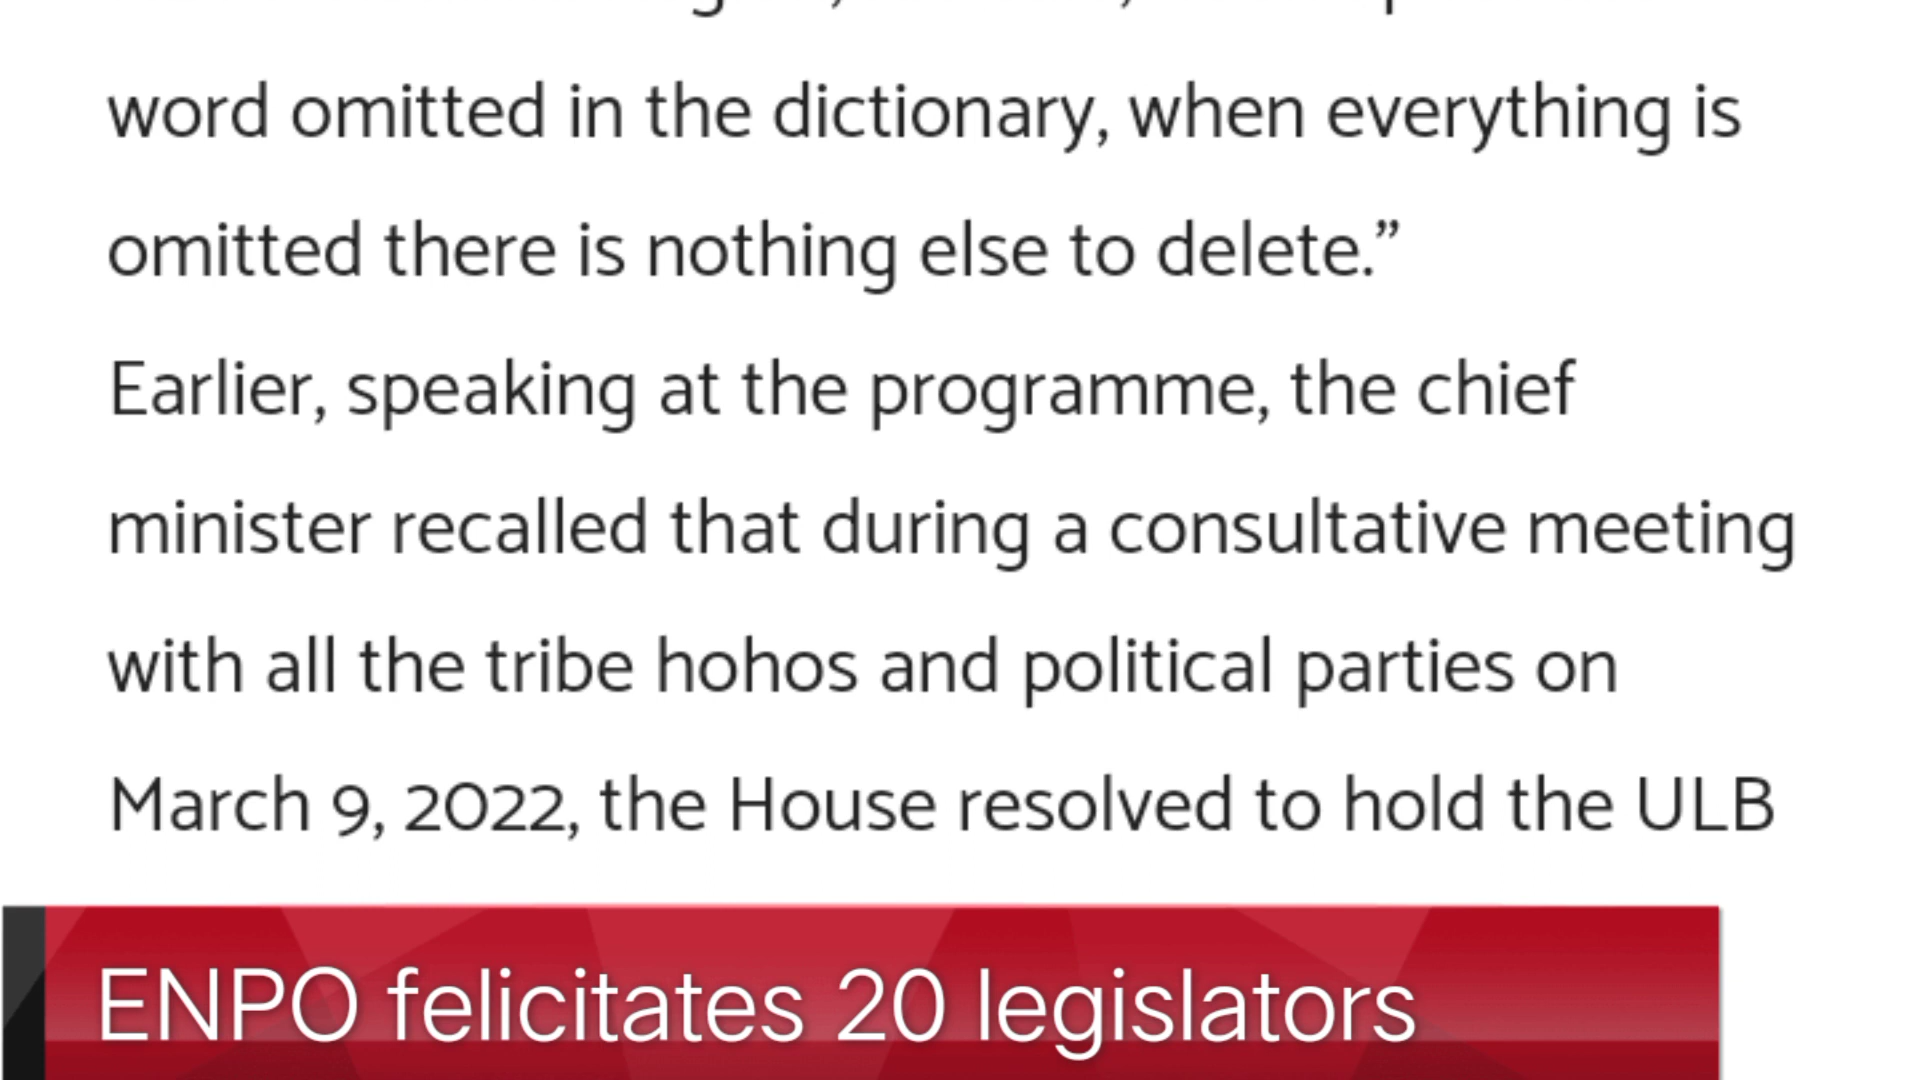 word omitted in the dictionary, when everything is
omitted there is nothing else to delete.”
Earlier, speaking at the programme, the chief
minister recalled that during a consultative meeting
with all the tribe hohos and political parties on
March 9, 2022, the House resolved to hold the ULB
ENPO felicitates 20 legislators